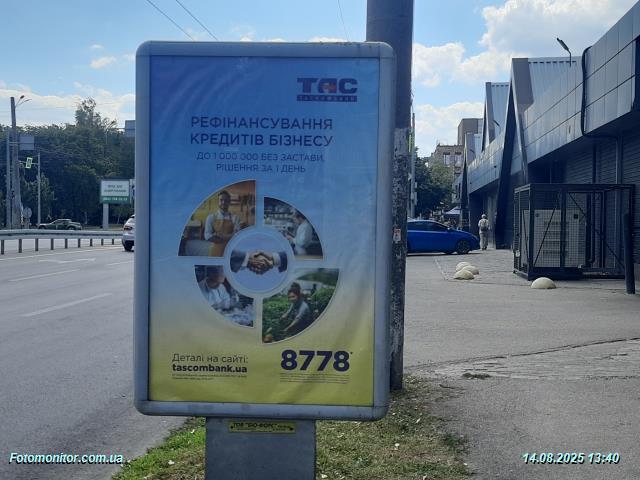 ТАС
TASCOMBANK
РЕФІНАНСУВАННЯ
КРЕДИТІВ БІЗНЕСУ
ДО 1 000 000 БЕЗ ЗАСТАВИ,
РІШЕННЯ ЗА 1 ДЕНЬ
Деталі на сайті:
tascombank.ua
8778*
Fotomonitor.com.ua
14.08.2025 13:40